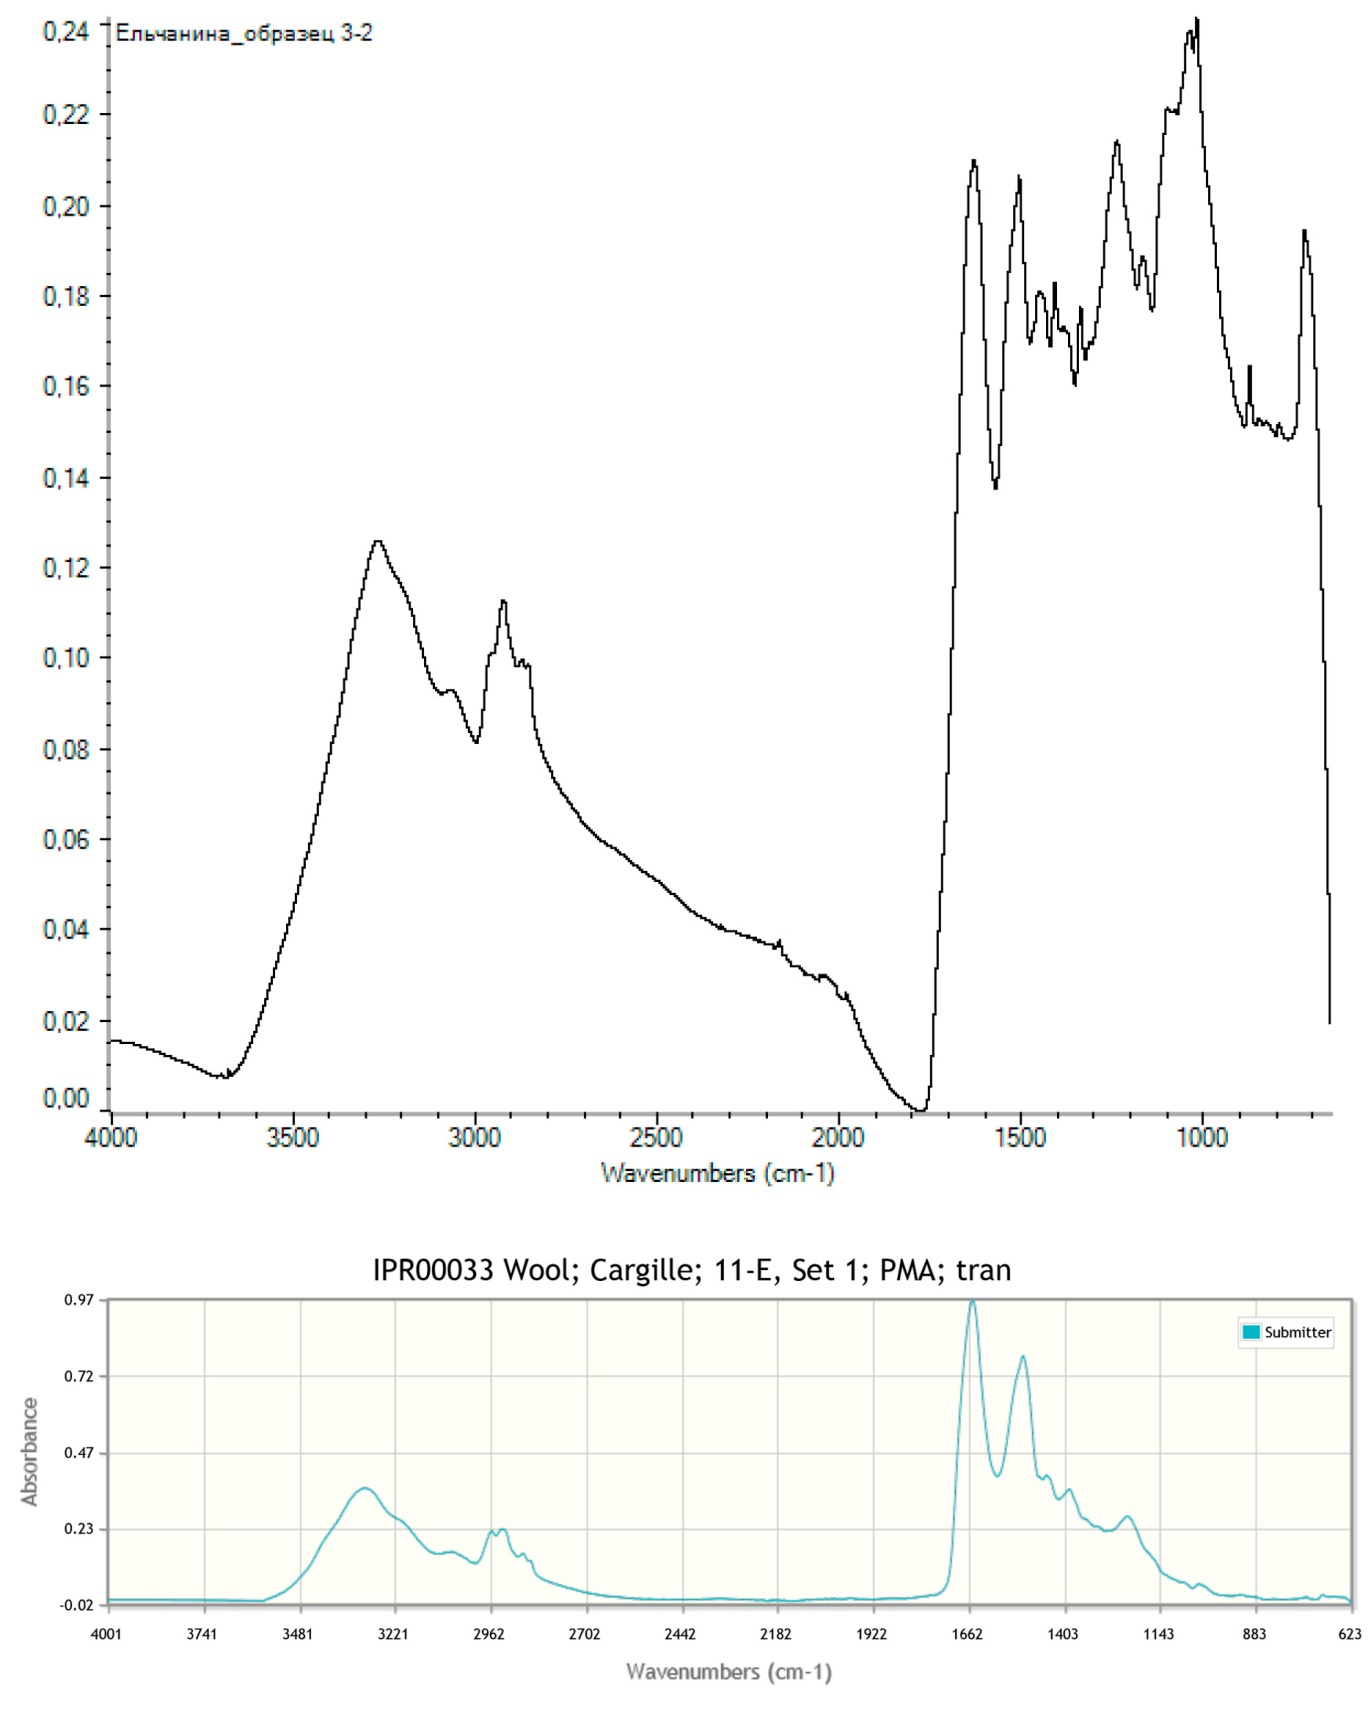 Ельчанина_образец 3-2
0,24
0,22
0,20
0,18
0,16
0,14
0,12
0,10
0,08
0,06
0,04
0,02
0,00
4000 3500 3000 2500 2000 1500 1000
Wavenumbers (cm-1)
IPR00033 Wool; Cargille; 11-E, Set 1; PMA; tran
Submitter
Absorbance
0.97
0.72
0.47
0.23
-0.02
4001 3741 3481 3221 2962 2702 2442 2182 1922 1662 1403 1143 883 623
Wavenumbers (cm-1)